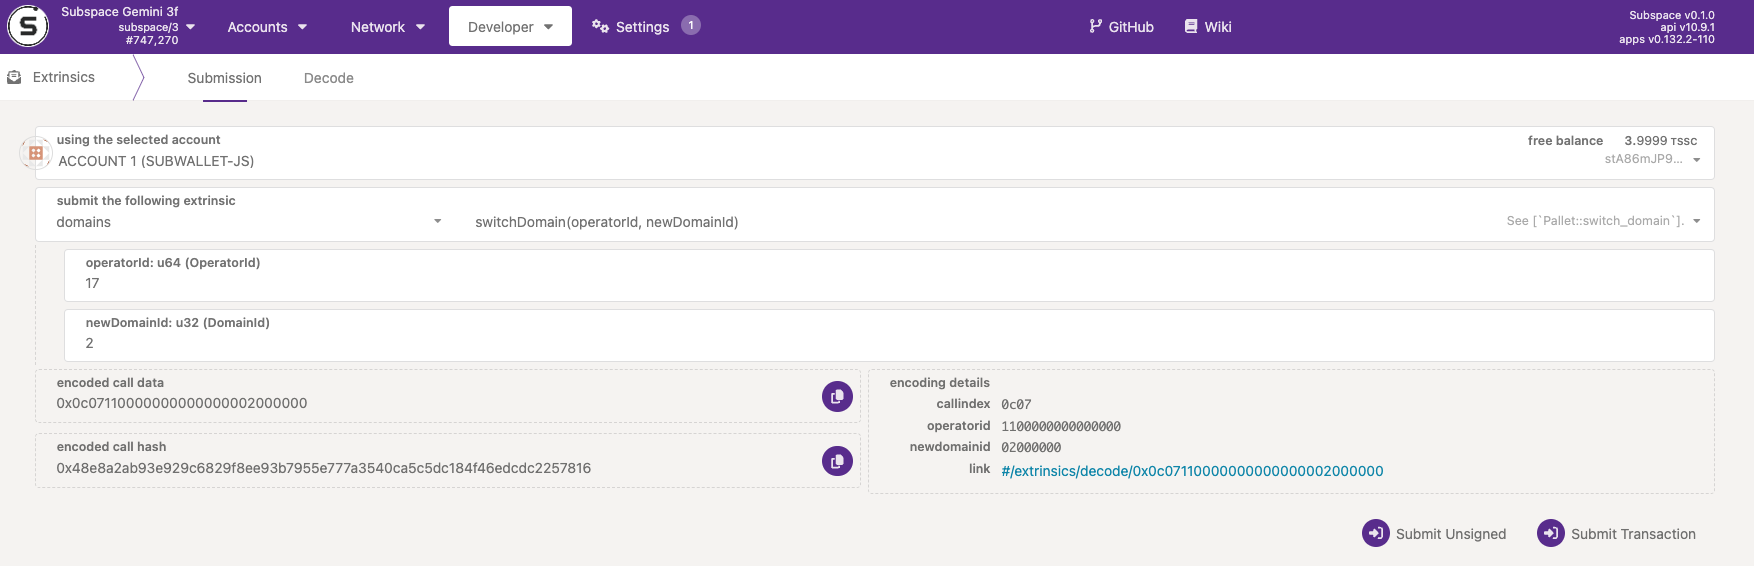 Subspace Gemini 3f
subspace/3
#747,270
Accounts
Network
Developer
Settings
1
GitHub
Wiki
Subspace v0.1.0
api v10.9.1
apps v0.132.2-110
Extrinsics
Submission
Decode
using the selected account
ACCOUNT 1 (SUBWALLET-JS)
free balance 3.9999 TSSC
stA86mJP9...
submit the following extrinsic
domains
switchDomain(operatorId, newDomainId)
See [`Pallet::switch_domain`].
operatorId: u64 (OperatorId)
17
newDomainId: u32 (DomainId)
2
encoded call data
0x0c07110000000000000002000000
encoded call hash
0x48e8a2ab93e929c6829f8ee93b7955e777a3540ca5c5dc184f46edcdc2257816
encoding details
callindex 0c07
operatorid 1100000000000000
newdomainid 02000000
link #/extrinsics/decode/0x0c07110000000000000002000000
Submit Unsigned
Submit Transaction